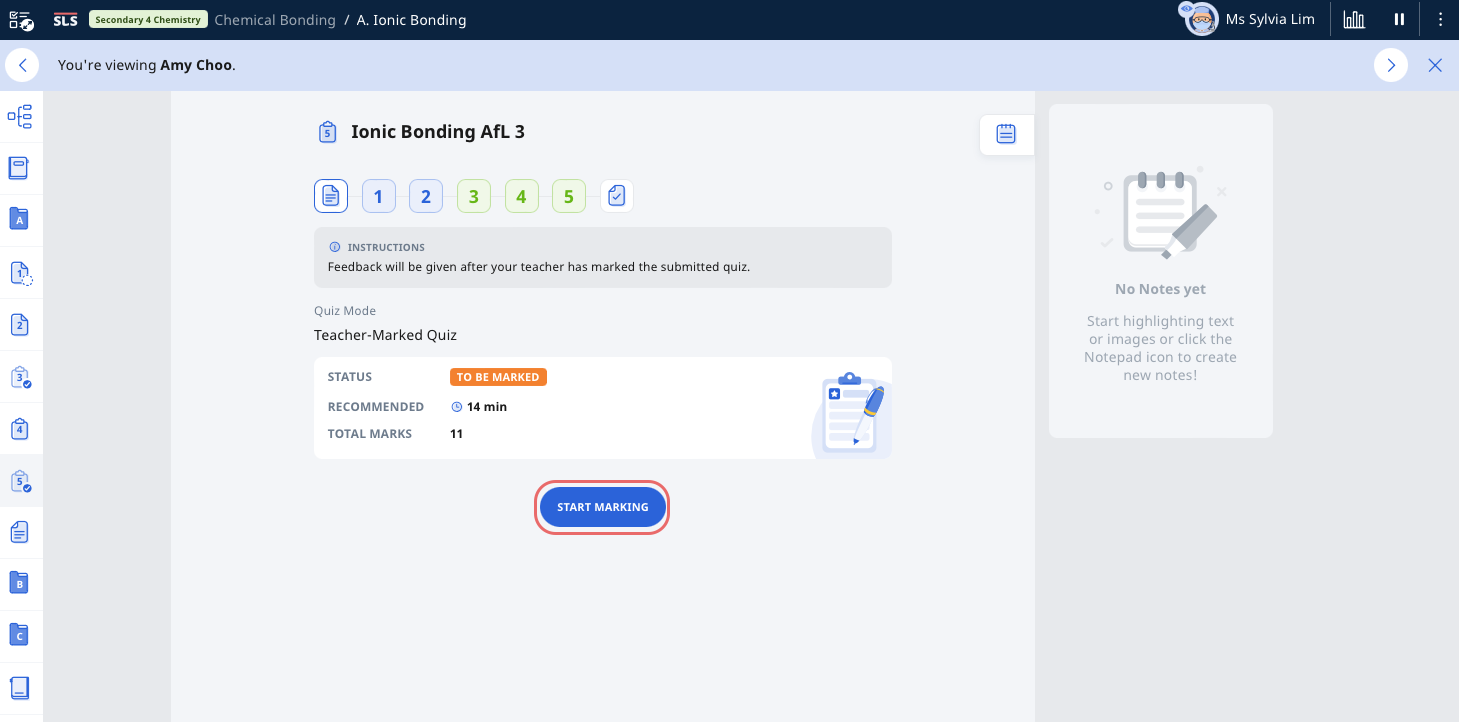 SLS Secondary 4 Chemistry Chemical Bonding / A. Ionic Bonding Ms Sylvia Lim
You're viewing Amy Choo.
5 Ionic Bonding AfL 3
1 2 3 4 5
INSTRUCTIONS
Feedback will be given after your teacher has marked the submitted quiz.
Quiz Mode
Teacher-Marked Quiz
STATUS TO BE MARKED
RECOMMENDED 14 min
TOTAL MARKS 11
START MARKING
A
1
2
3
4
5
B
C
No Notes yet
Start highlighting text
or images or click the
Notepad icon to create
new notes!